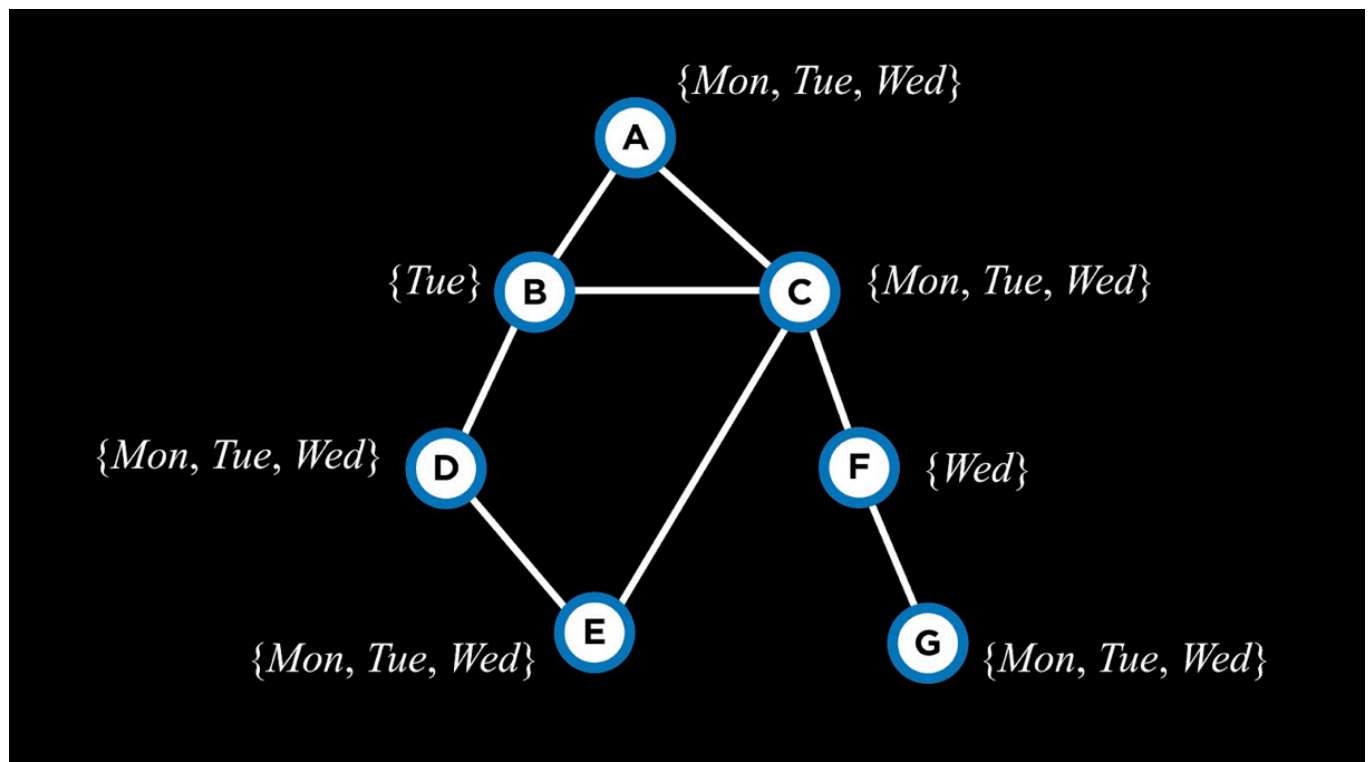 {Mon, Tue, Wed}
A
{Tue}
B
C
{Mon, Tue, Wed}
{Mon, Tue, Wed}
D
F
{Wed}
E
{Mon, Tue, Wed}
G
{Mon, Tue, Wed}